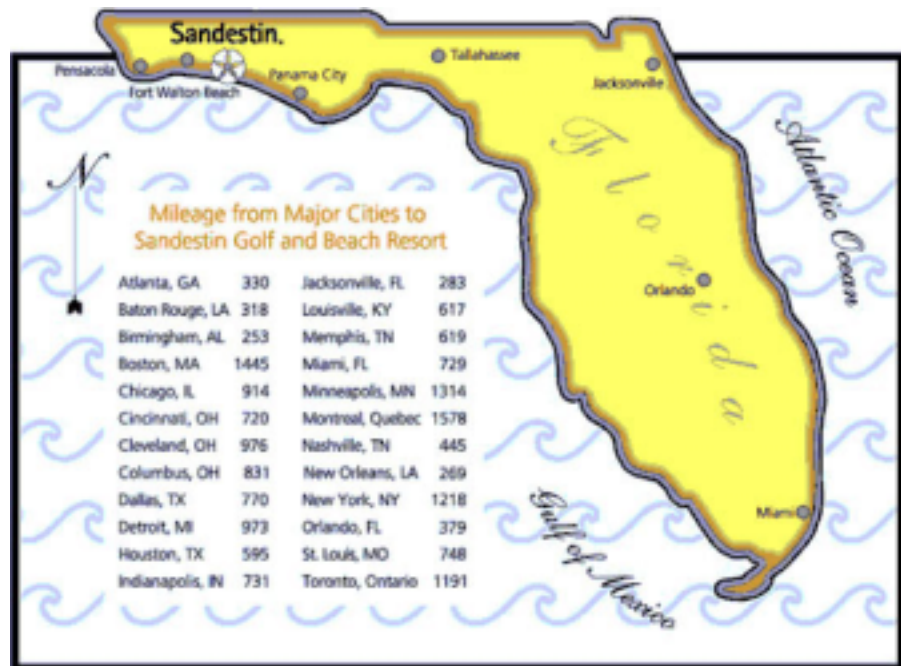 Sandestin.
Pensacola
Fort Walton Beach
Panama City
Tallahassee
Jacksonville
Florida
Atlantic Ocean
N
Mileage from Major Cities to
Sandestin Golf and Beach Resort
Atlanta, GA 330 Jacksonville, FL 283
Baton Rouge, LA 318 Louisville, KY 617
Birmingham, AL 253 Memphis, TN 619
Boston, MA 1445 Miami, FL 729
Chicago, IL 914 Minneapolis, MN 1314
Cincinnati, OH 720 Montreal, Quebec 1578
Cleveland, OH 976 Nashville, TN 445
Columbus, OH 831 New Orleans, LA 269
Dallas, TX 770 New York, NY 1218
Detroit, MI 973 Orlando, FL 379
Houston, TX 595 St. Louis, MO 748
Indianapolis, IN 731 Toronto, Ontario 1191
Orlando
Miami
Gulf of Mexico